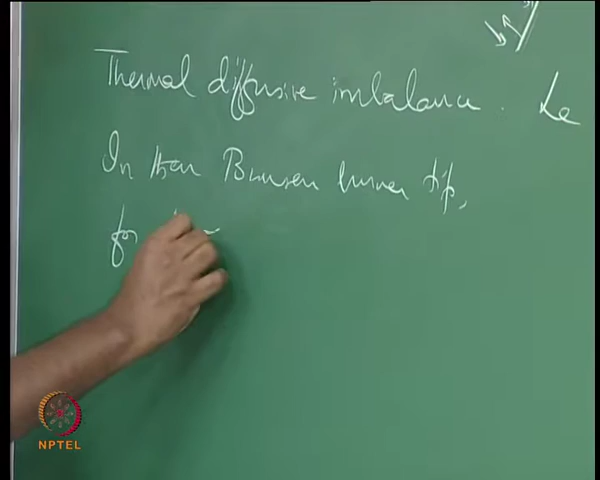 Thermal diffusive imbalance. Le
In the Bunsen burner tip,
for
NPTEL